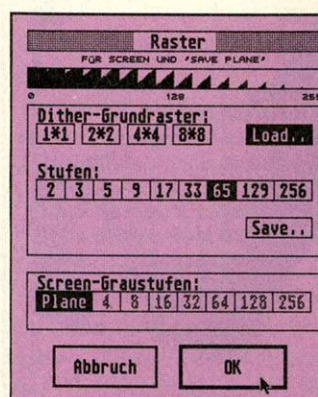 Raster
FÜR SCREEN UND 'SAVE PLANE'
0 128 255
Dither-Grundraster:
1*1 2*2 4*4 8*8 Load..
Stufen:
2 3 5 9 17 33 65 129 256
Save..
Screen-Graustufen:
Plane 4 8 16 32 64 128 256
Abbruch OK